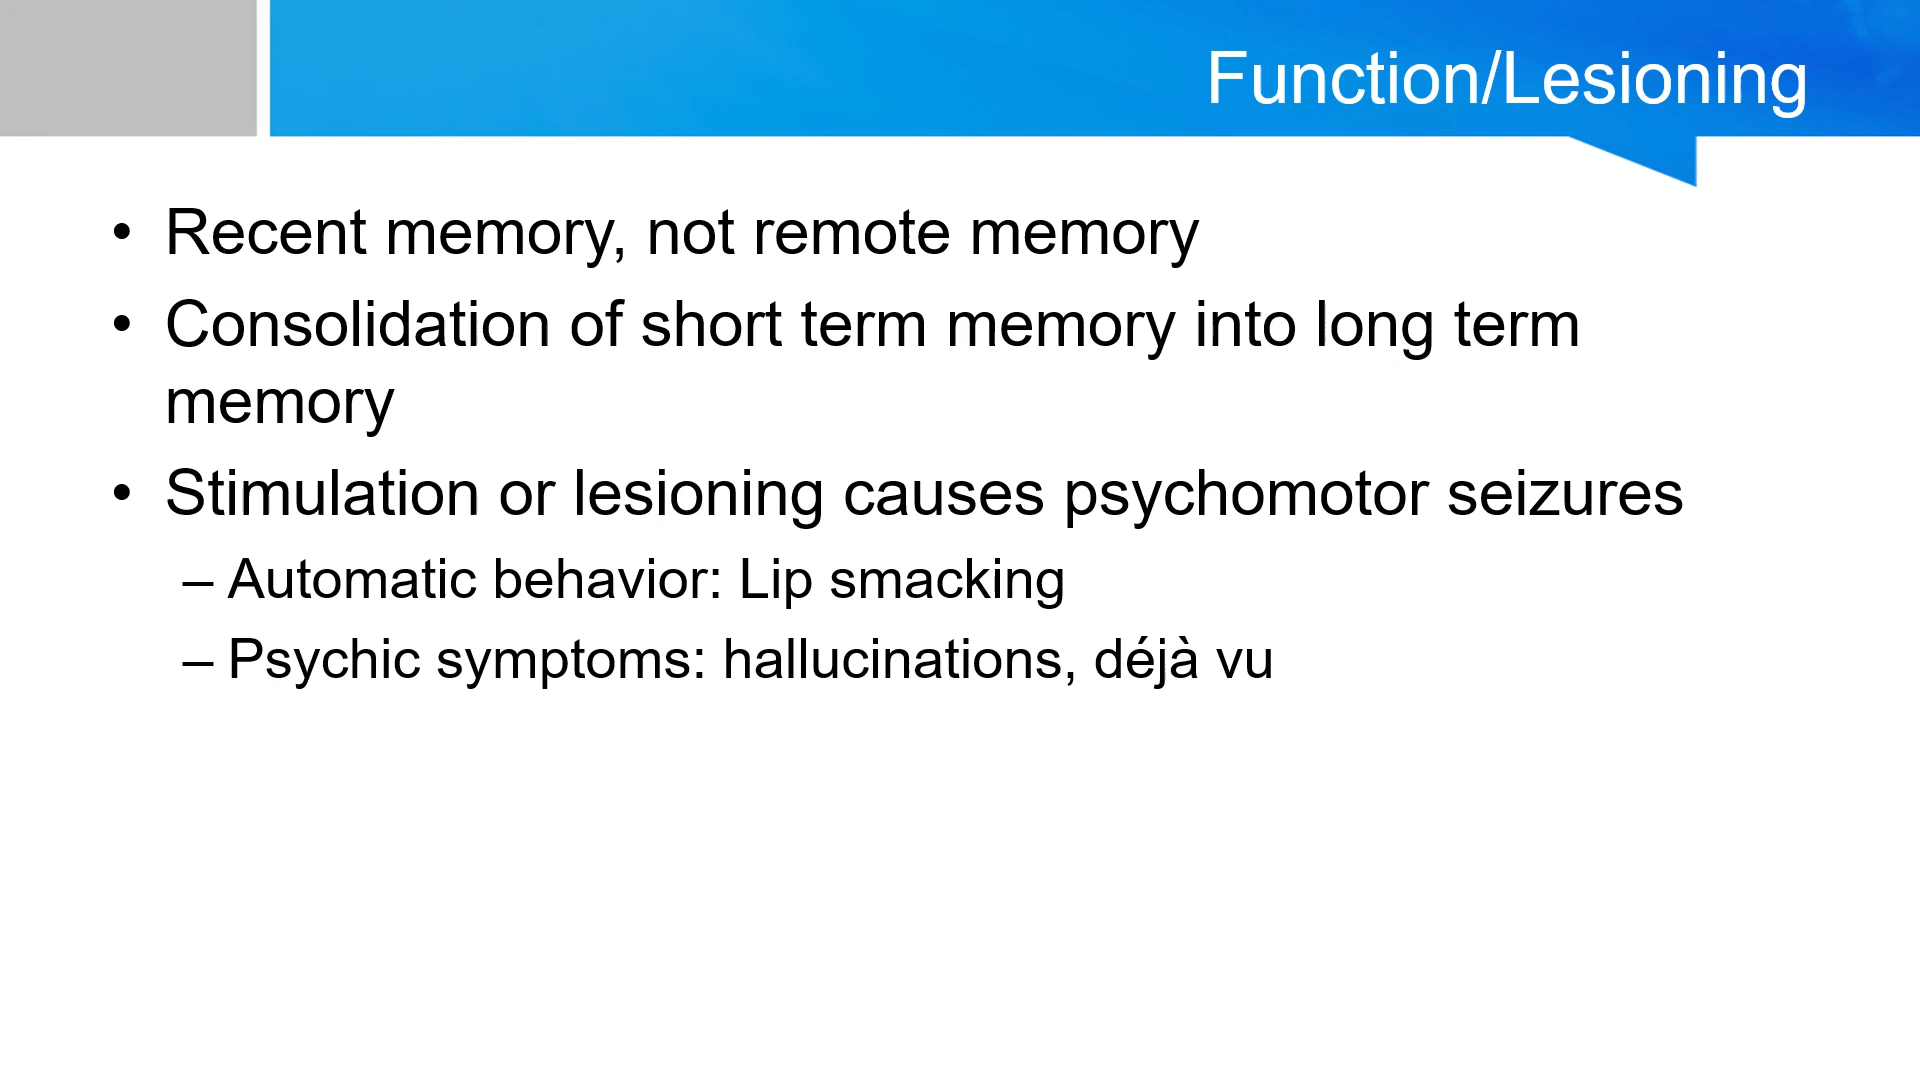 Function/Lesioning
• Recent memory, not remote memory
• Consolidation of short term memory into long term
memory
• Stimulation or lesioning causes psychomotor seizures
– Automatic behavior: Lip smacking
– Psychic symptoms: hallucinations, déjà vu